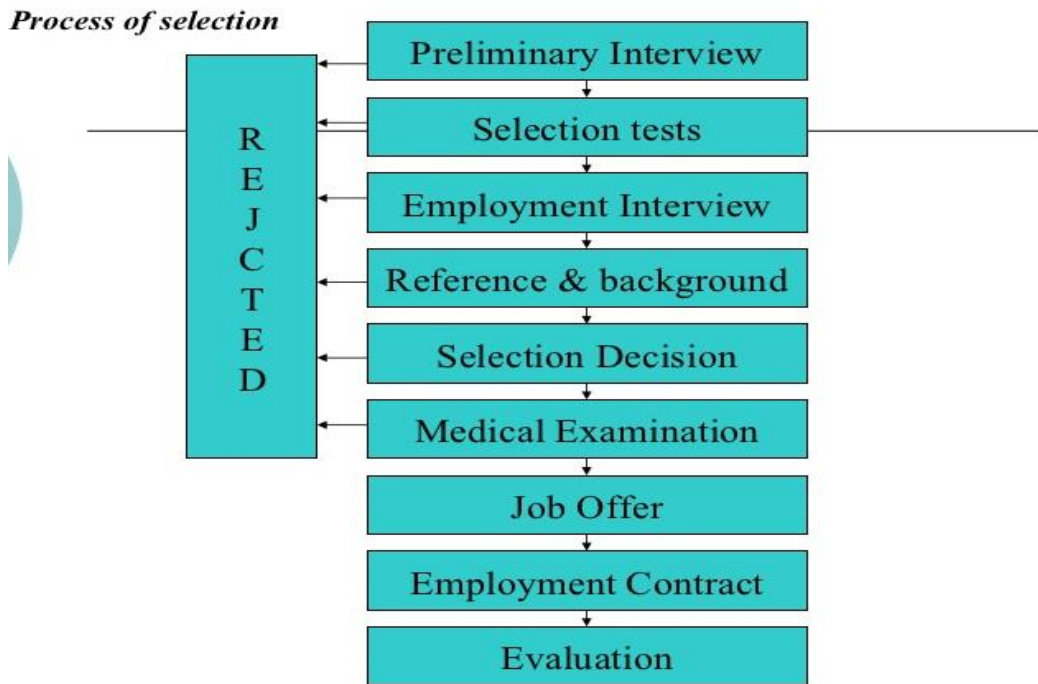 Process of selection
Preliminary Interview
Selection tests
Employment Interview
Reference & background
Selection Decision
Medical Examination
Job Offer
Employment Contract
Evaluation
R
E
J
C
T
E
D